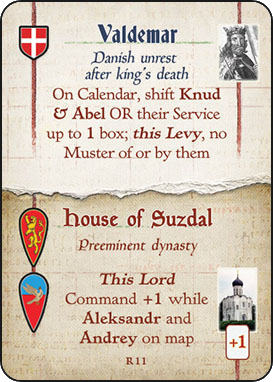 Valdemar
Danish unrest
after king's death
On Calendar, shift Knud
& Abel OR their Service
up to 1 box; this Levy, no
Muster of or by them
House of Suzdal
Preeminent dynasty
This Lord
Command +1 while
Aleksandr and
Andrey on map
+1
R11